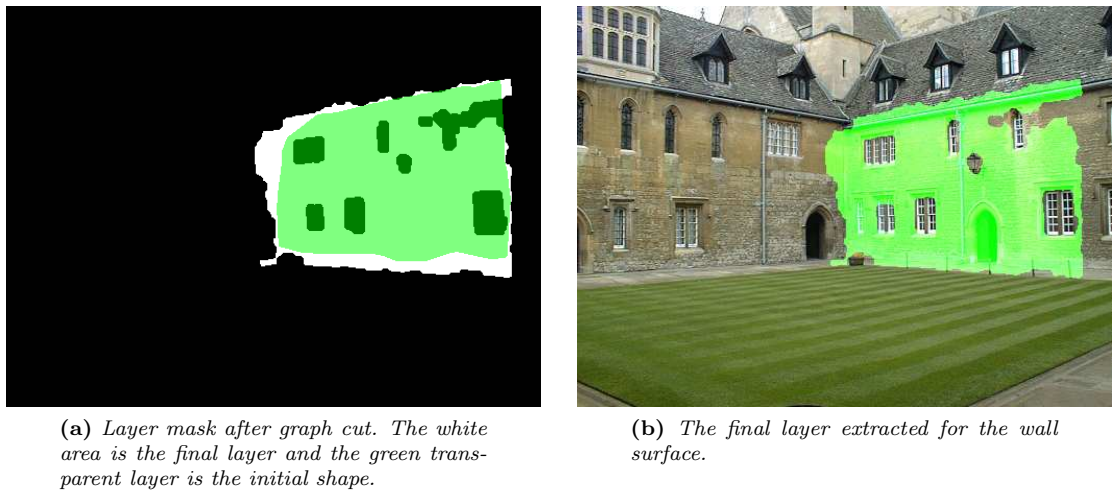 (a) Layer mask after graph cut. The white
area is the final layer and the green trans-
parent layer is the initial shape.
(b) The final layer extracted for the wall
surface.